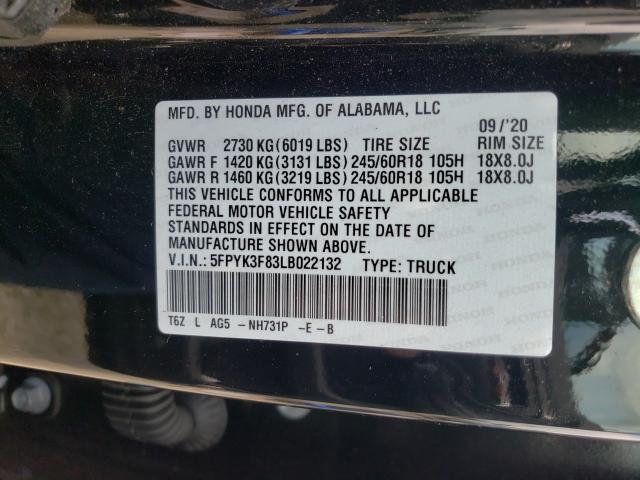 MFD. BY HONDA MFG. OF ALABAMA, LLC
09/'20
GVWR 2730 KG(6019 LBS) TIRE SIZE RIM SIZE
GAWR F 1420 KG(3131 LBS)245/60R18 105H 18X8.0J
GAWR R 1460 KG(3219 LBS)245/60R18 105H 18X8.0J
THIS VEHICLE CONFORMS TO ALL APPLICABLE
FEDERAL MOTOR VEHICLE SAFETY
STANDARDS IN EFFECT ON THE DATE OF
MANUFACTURE SHOWN ABOVE.
V.I.N.: 5FPYK3F83LB022132 TYPE: TRUCK
T6Z L AG5 -NH731P -E -B